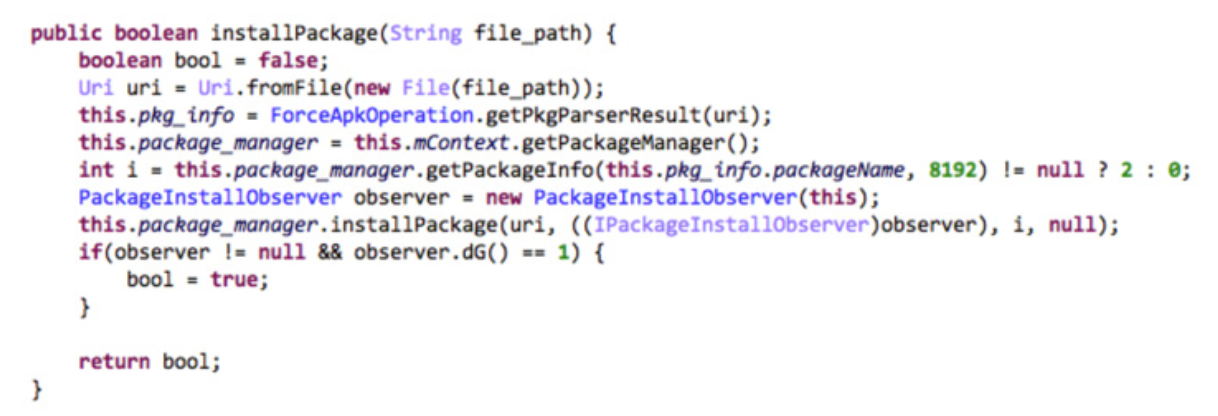 public boolean installPackage(String file_path) {
    boolean bool = false;
    Uri uri = Uri.fromFile(new File(file_path));
    this.pkg_info = ForceApkOperation.getPkgParserResult(uri);
    this.package_manager = this.mContext.getPackageManager();
    int i = this.package_manager.getPackageInfo(this.pkg_info.packageName, 8192) != null ? 2 : 0;
    PackageInstallObserver observer = new PackageInstallObserver(this);
    this.package_manager.installPackage(uri, ((IPackageInstallObserver)observer), i, null);
    if(observer != null && observer.dG() == 1) {
        bool = true;
    }

    return bool;
}